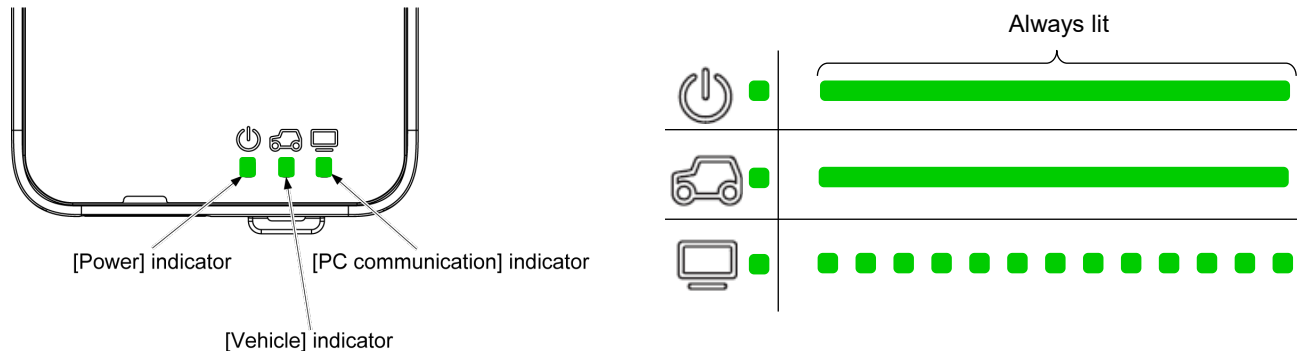 Always lit
[Power] indicator
[PC communication] indicator
[Vehicle] indicator